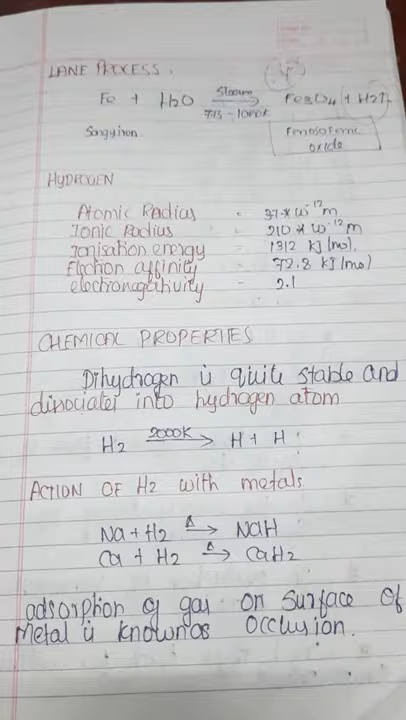 LANE PROCESS.
Fe + H2O Steam → Fe3O4 + H2↑
773 - 1000K
Spongy iron. Ferrosoferric
oxide
HYDROGEN
Atomic Radius - 37 * 10^-12 m
Ionic Radius - 210 * 10^-12 m
Ionisation energy - 1312 KJ/mol.
Electron affinity - 72.8 KJ/mol
electronegativity - 2.1
CHEMICAL PROPERTIES
Dihydrogen is quite stable and
dissociates into hydrogen atom
H2 2000K → H + H
ACTION OF H2 with metals
Na + H2 Δ → NaH
Ca + H2 Δ → CaH2
adsorption of gas on surface of
Metal is known as Occlusion.